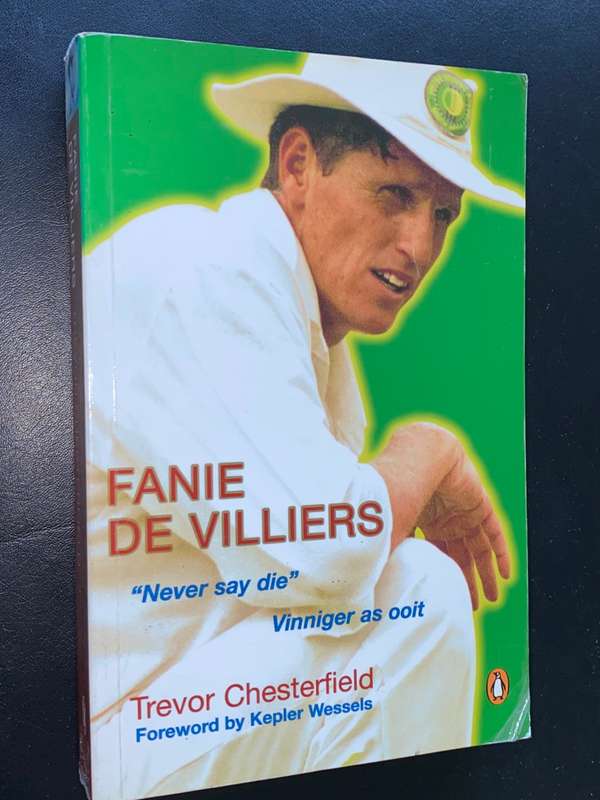 FANIE
DE VILLIERS
“Never say die”
Vinniger as ooit
Trevor Chesterfield
Foreword by Kepler Wessels